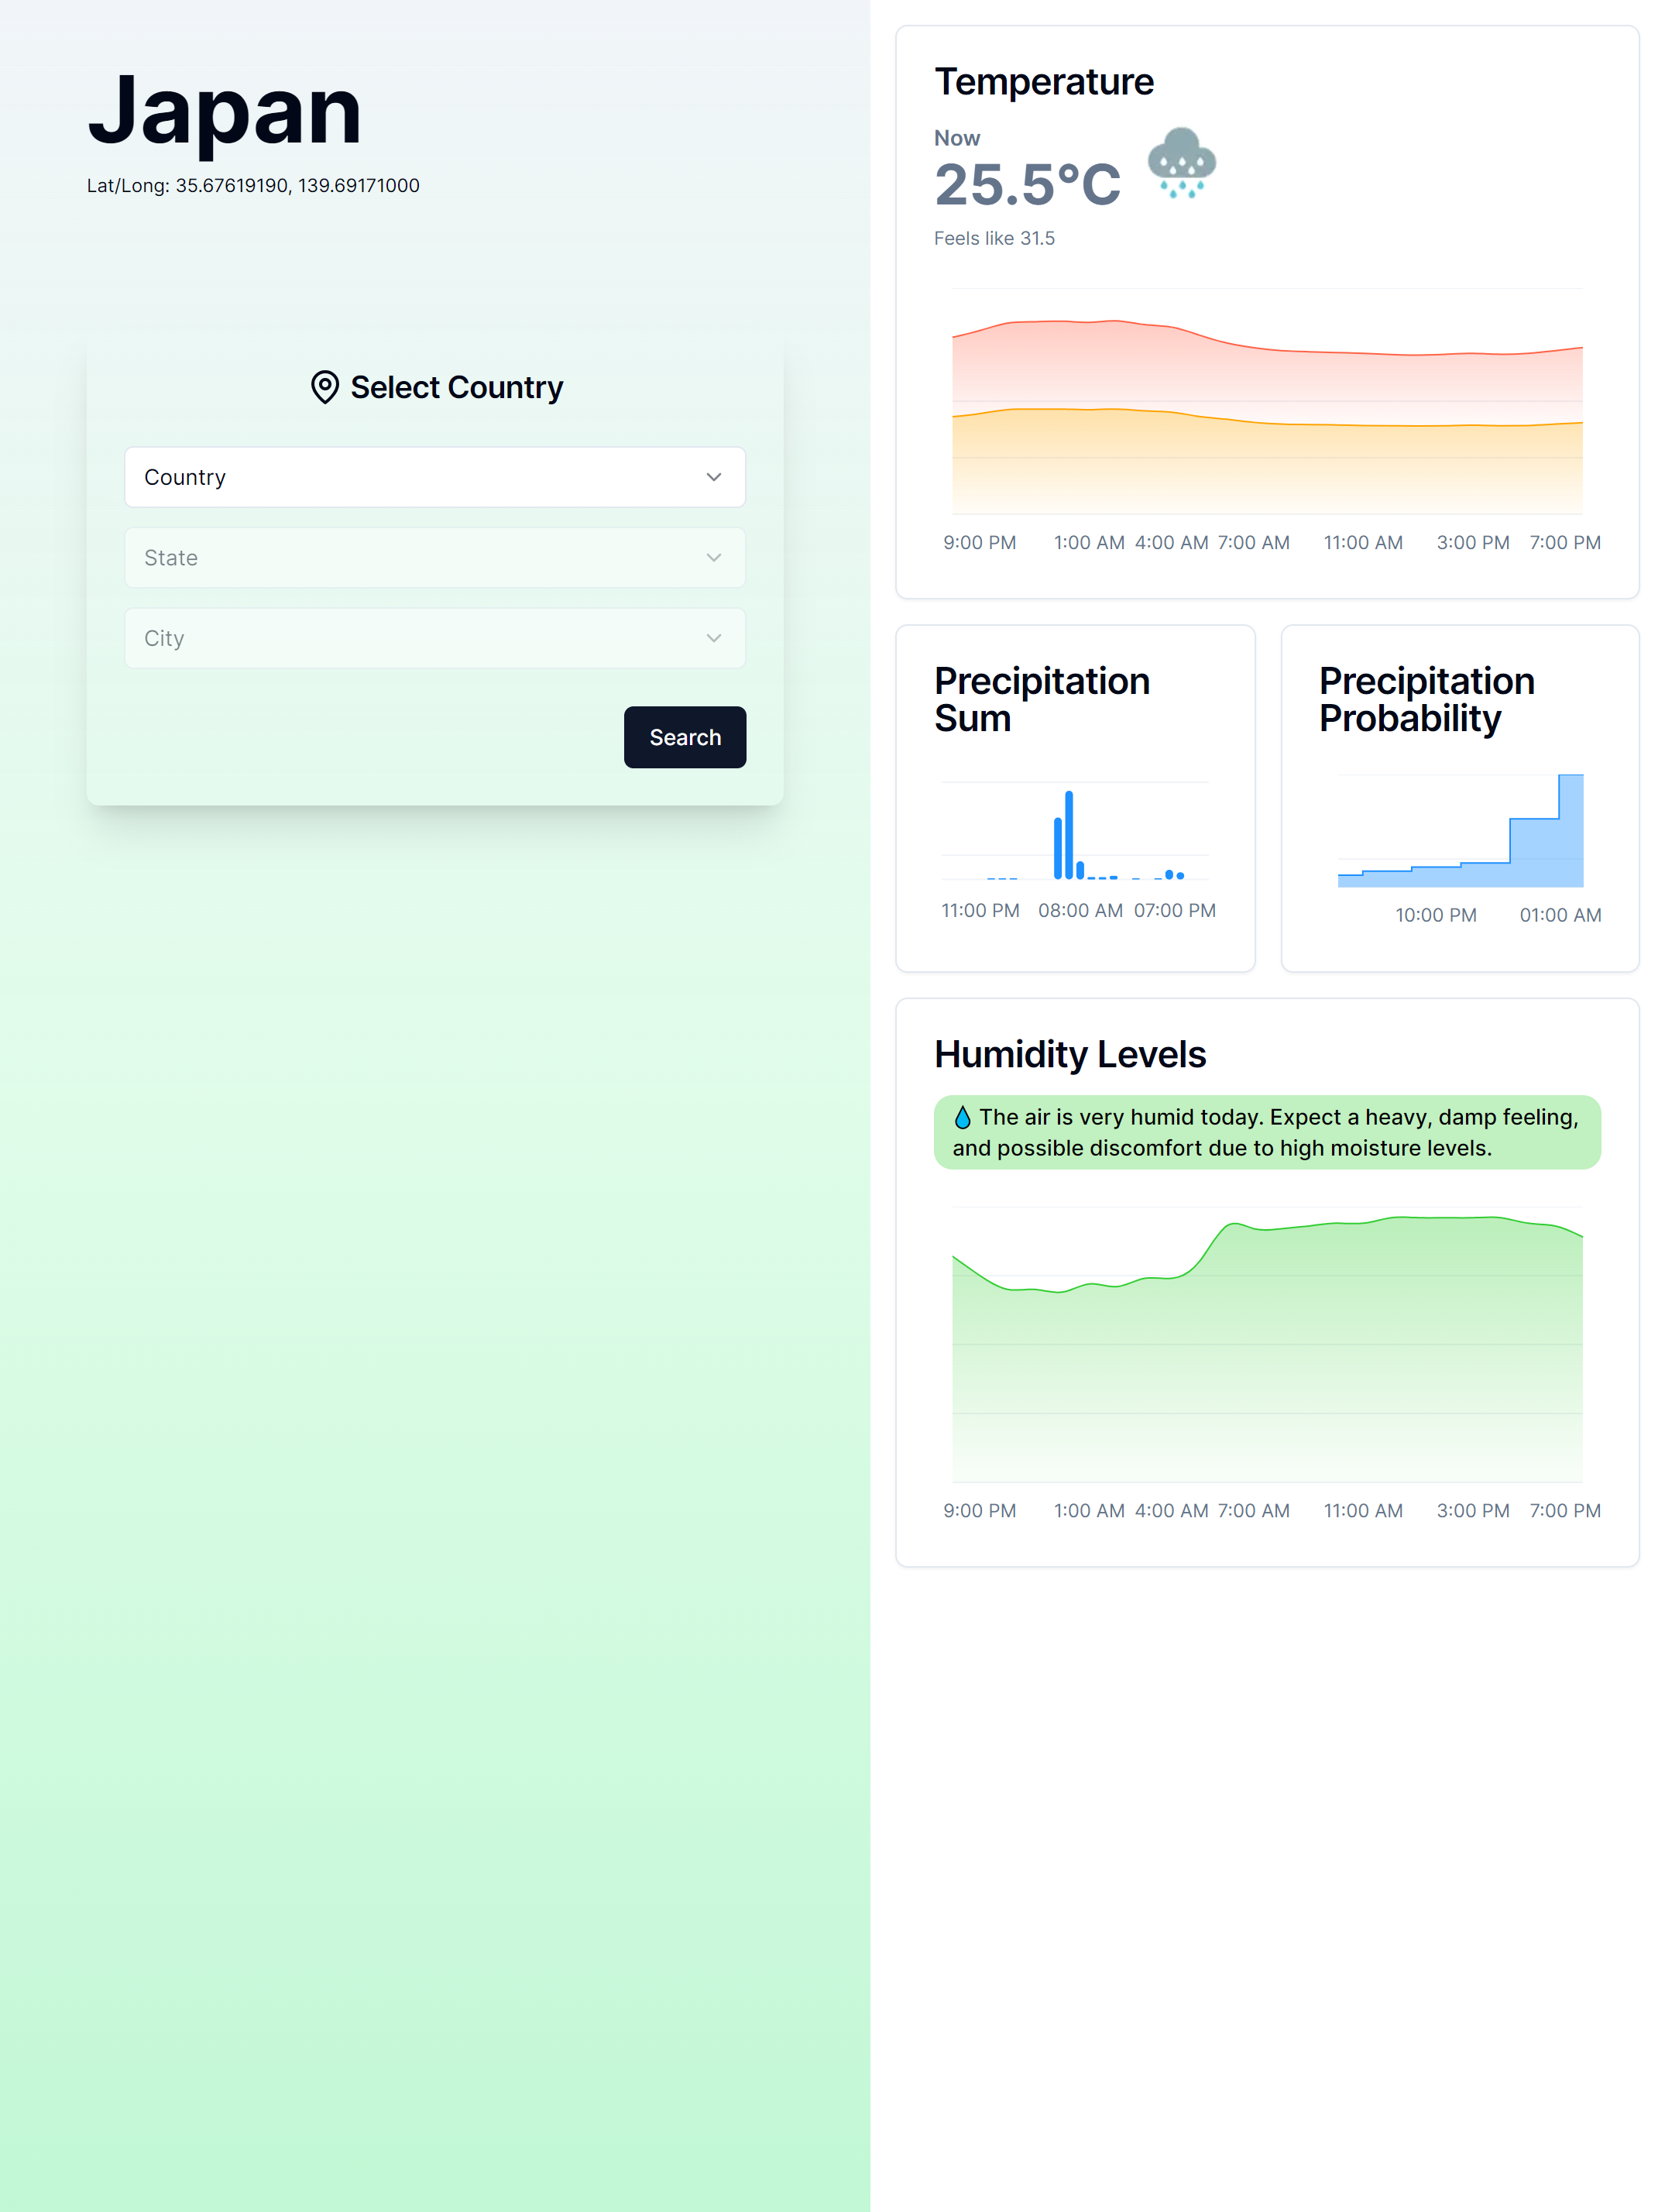 Japan
Lat/Long: 35.67619190, 139.69171000
Select Country
Country
State
City
Search
Temperature
Now
25.5°C
Feels like 31.5
9:00 PM 1:00 AM 4:00 AM 7:00 AM 11:00 AM 3:00 PM 7:00 PM
Precipitation
Sum
11:00 PM 08:00 AM 07:00 PM
Precipitation
Probability
10:00 PM 01:00 AM
Humidity Levels
The air is very humid today. Expect a heavy, damp feeling,
and possible discomfort due to high moisture levels.
9:00 PM 1:00 AM 4:00 AM 7:00 AM 11:00 AM 3:00 PM 7:00 PM